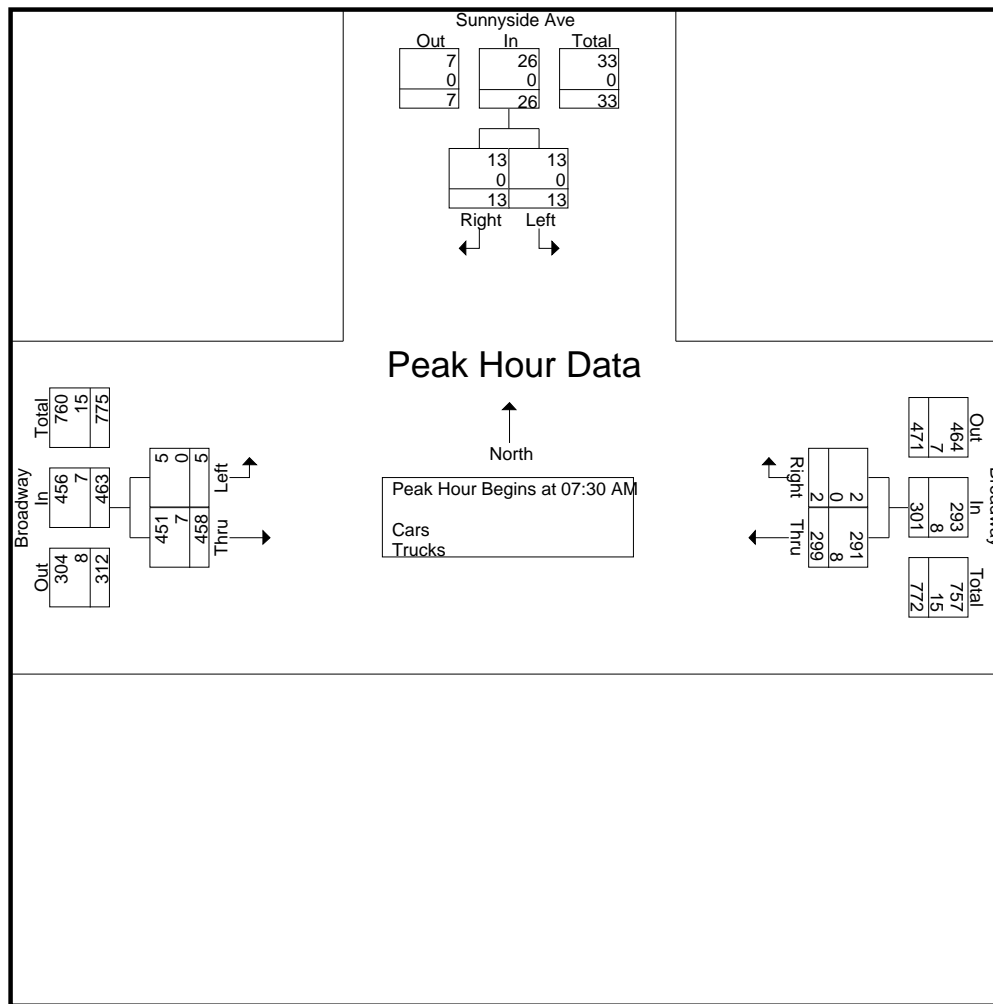 Sunnyside Ave
Out In Total
7 26 33
0 0 0
7 26 33
13 13
0 0
13 13
Right Left
Peak Hour Data
North
Peak Hour Begins at 07:30 AM
Cars
Trucks
Broadway
Total
760
15
775
In
456
7
463
Out
304
8
312
Left
5
0
5
Thru
451
7
458
Right
2
0
2
Thru
291
8
299
Broadway
Out
464
7
471
In
293
8
301
Total
757
15
772